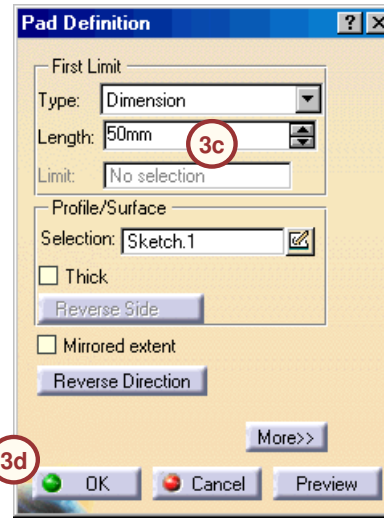 Pad Definition ? X
First Limit
Type: Dimension
Length: 50mm
3c
Limit: No selection
Profile/Surface
Selection: Sketch.1
Thick
Reverse Side
Mirrored extent
Reverse Direction
More>>
3d
OK Cancel Preview